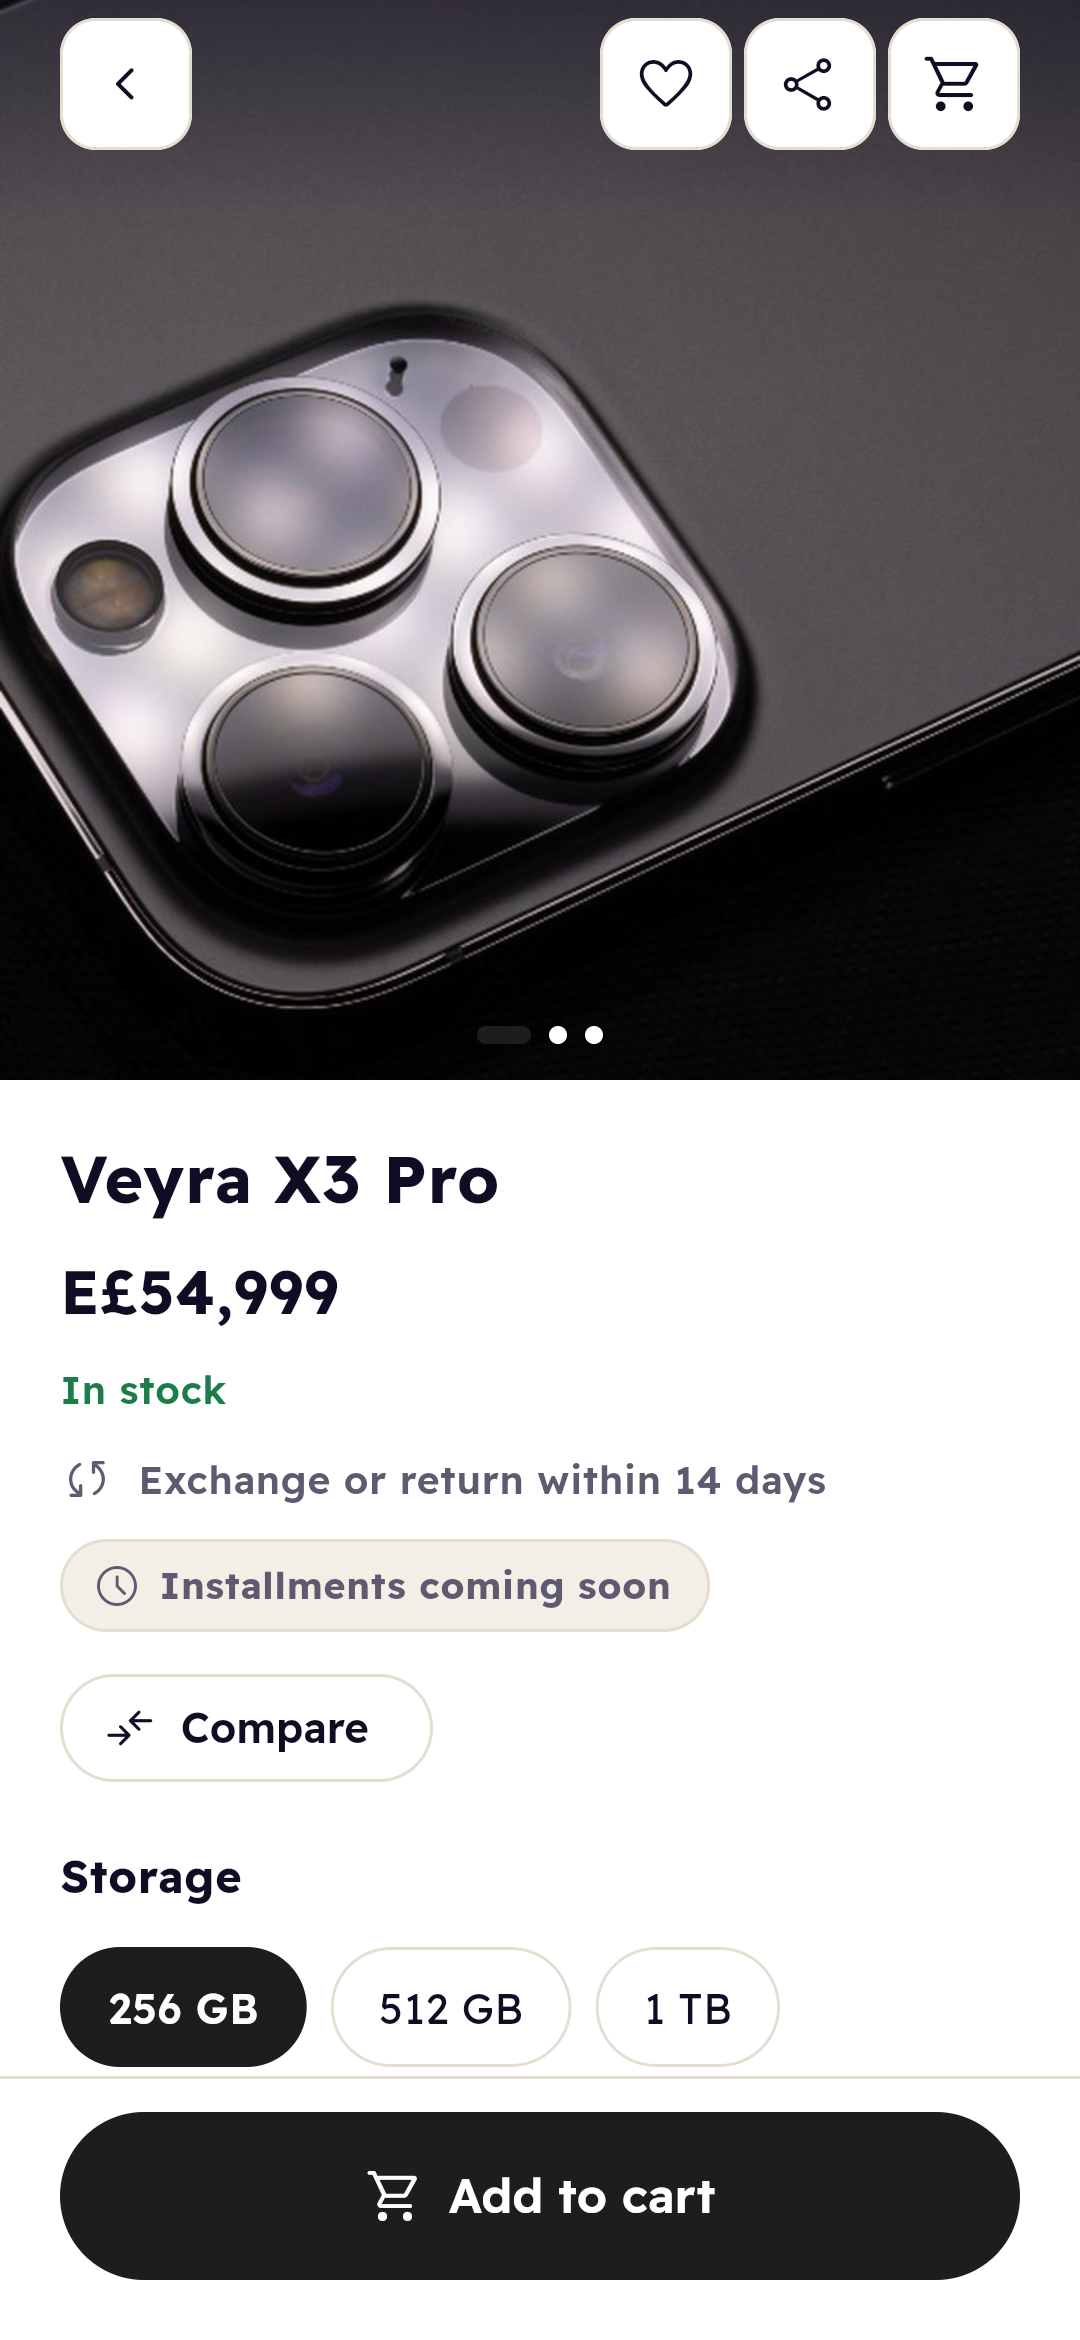 Veyra X3 Pro
E£54,999
In stock
Exchange or return within 14 days
Installments coming soon
Compare
Storage
256 GB
512 GB
1 TB
Add to cart